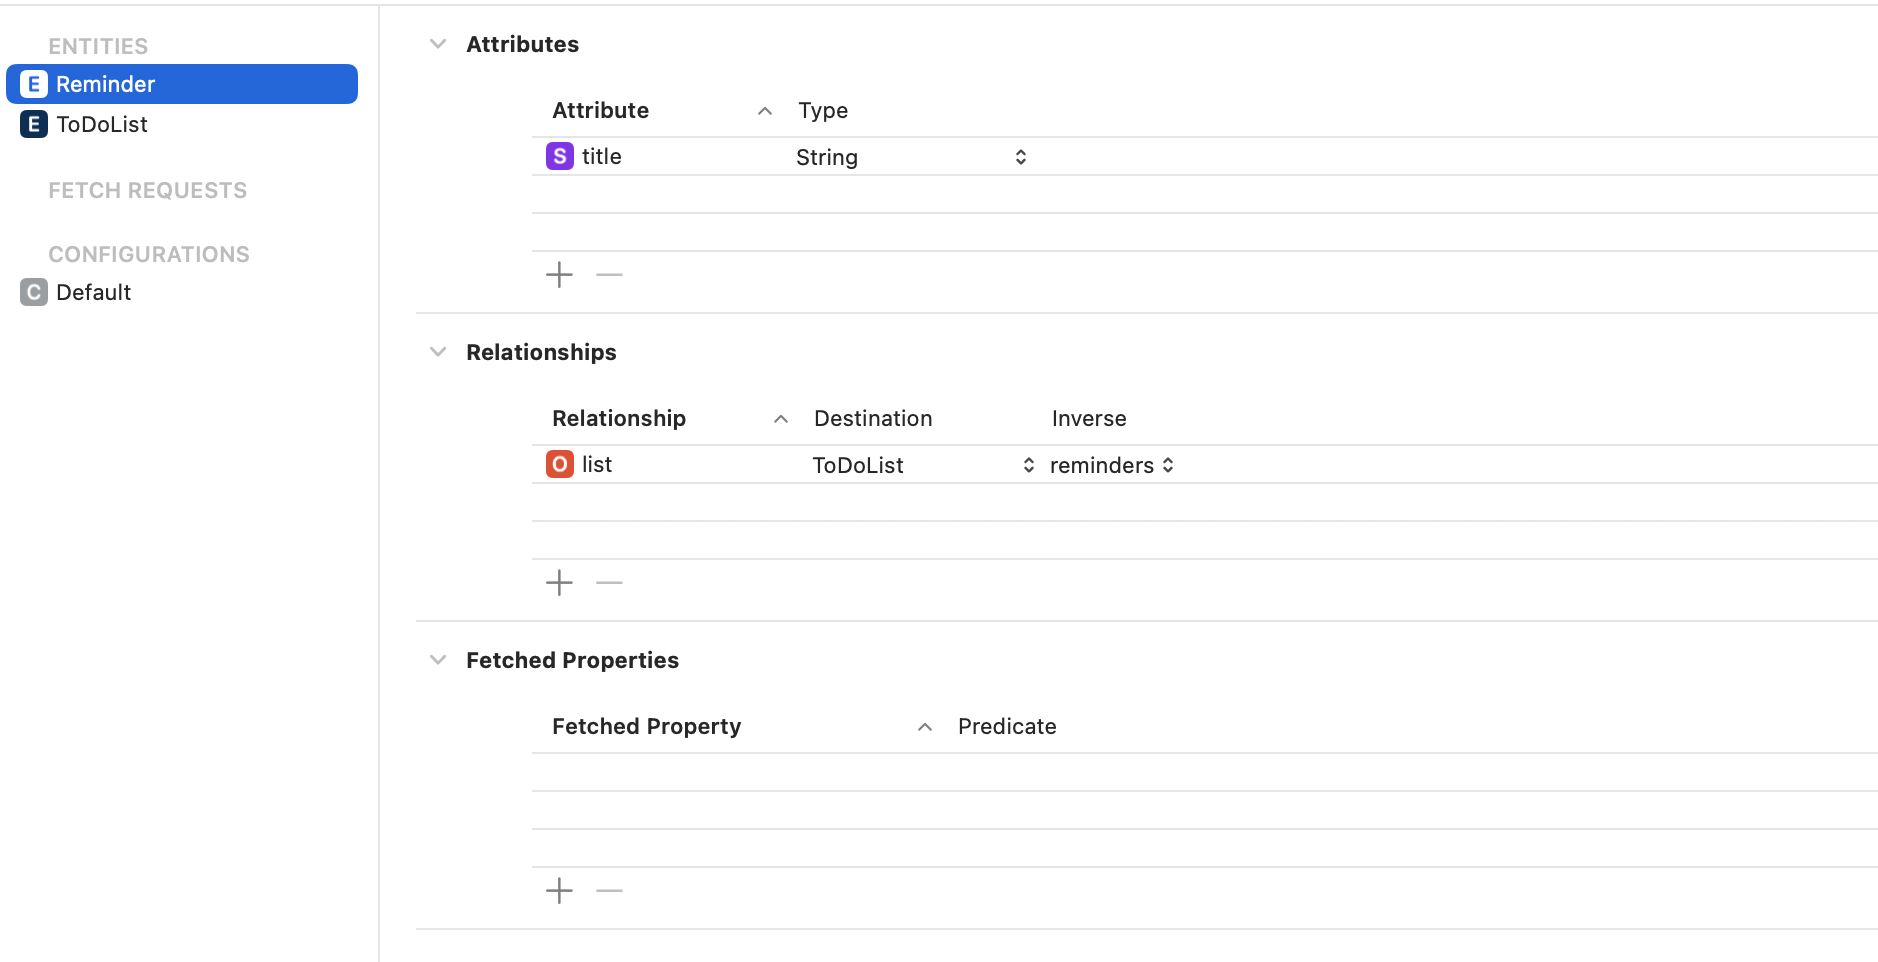 ENTITIES
E Reminder
E ToDoList
FETCH REQUESTS
CONFIGURATIONS
C Default
Attributes
Attribute Type
S title String
Relationships
Relationship Destination Inverse
O list ToDoList reminders
Fetched Properties
Fetched Property Predicate